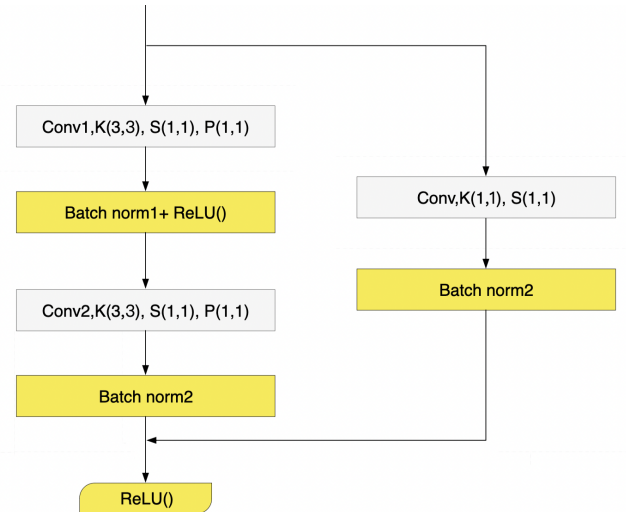 Conv1,K(3,3), S(1,1), P(1,1)
Batch norm1+ ReLU()
Conv2,K(3,3), S(1,1), P(1,1)
Batch norm2
ReLU()
Conv,K(1,1), S(1,1)
Batch norm2